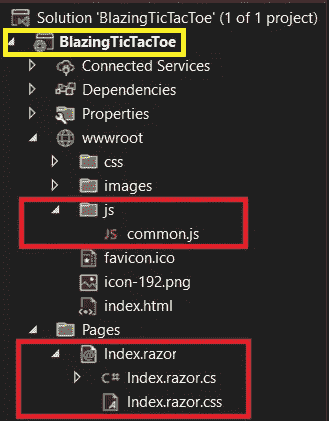 Solution 'BlazingTicTacToe' (1 of 1 project)
BlazingTicTacToe
Connected Services
Dependencies
Properties
wwwroot
css
images
js
JS common.js
favicon.ico
icon-192.png
index.html
Pages
Index.razor
C# Index.razor.cs
Index.razor.css